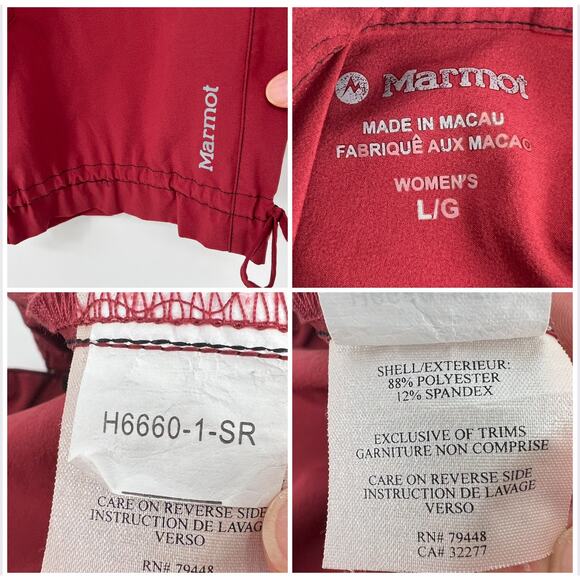 Marmot
Marmot
MADE IN MACAU
FABRIQUÊ AUX MACAO
WOMEN'S
L/G
H6660-1-SR
CARE ON REVERSE SIDE
INSTRUCTION DE LAVAGE
VERSO
RN# 79448
SHELL/EXTERIEUR:
88% POLYESTER
12% SPANDEX
EXCLUSIVE OF TRIMS
GARNITURE NON COMPRISE
CARE ON REVERSE SIDE
INSTRUCTION DE LAVAGE
VERSO
RN# 79448
CA# 32277